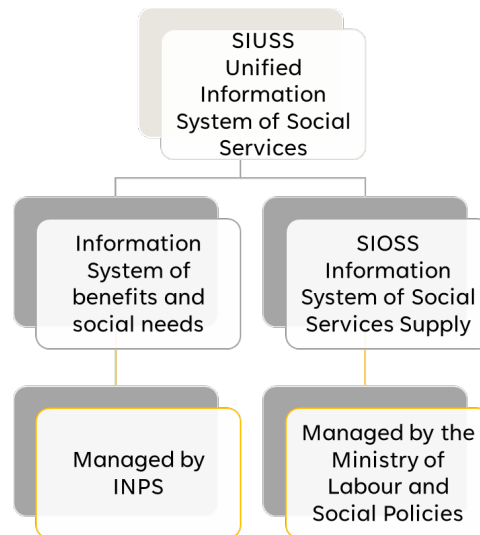 SIUSS
Unified
Information
System of Social
Services
Information
System of
benefits and
social needs
SIOSS
Information
System of Social
Services Supply
Managed by
INPS
Managed by the
Ministry of
Labour and
Social Policies